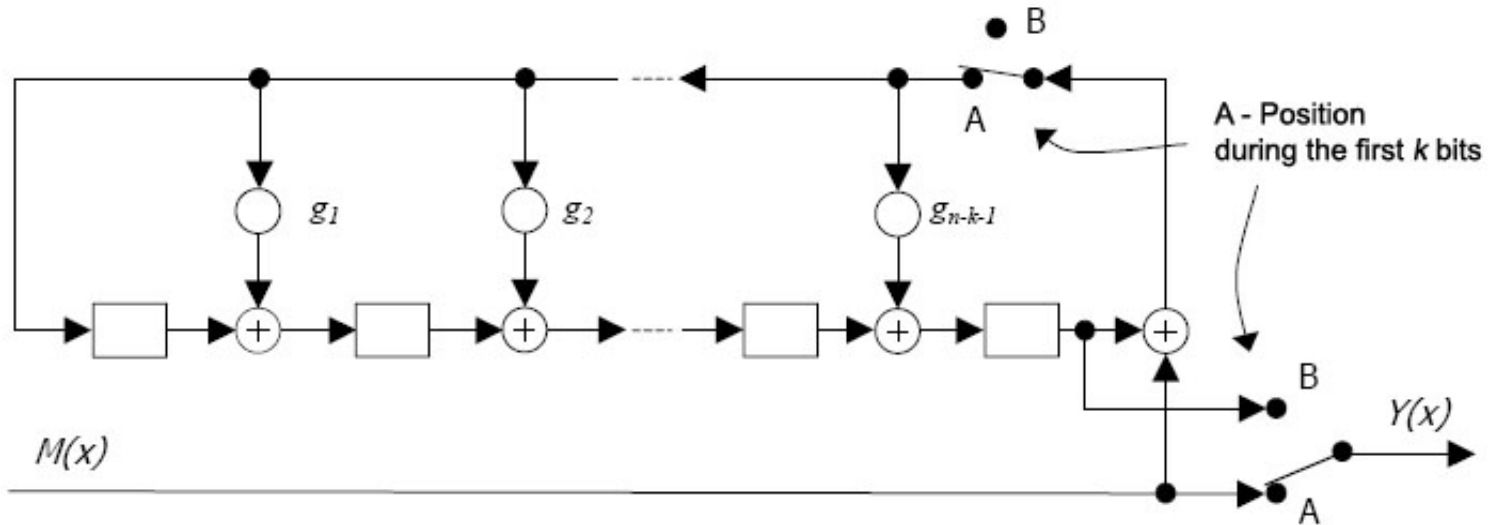 B
A
A - Position
during the first k bits
g1
g2
gn-k-1
+
+
+
+
B
Y(x)
M(x)
A